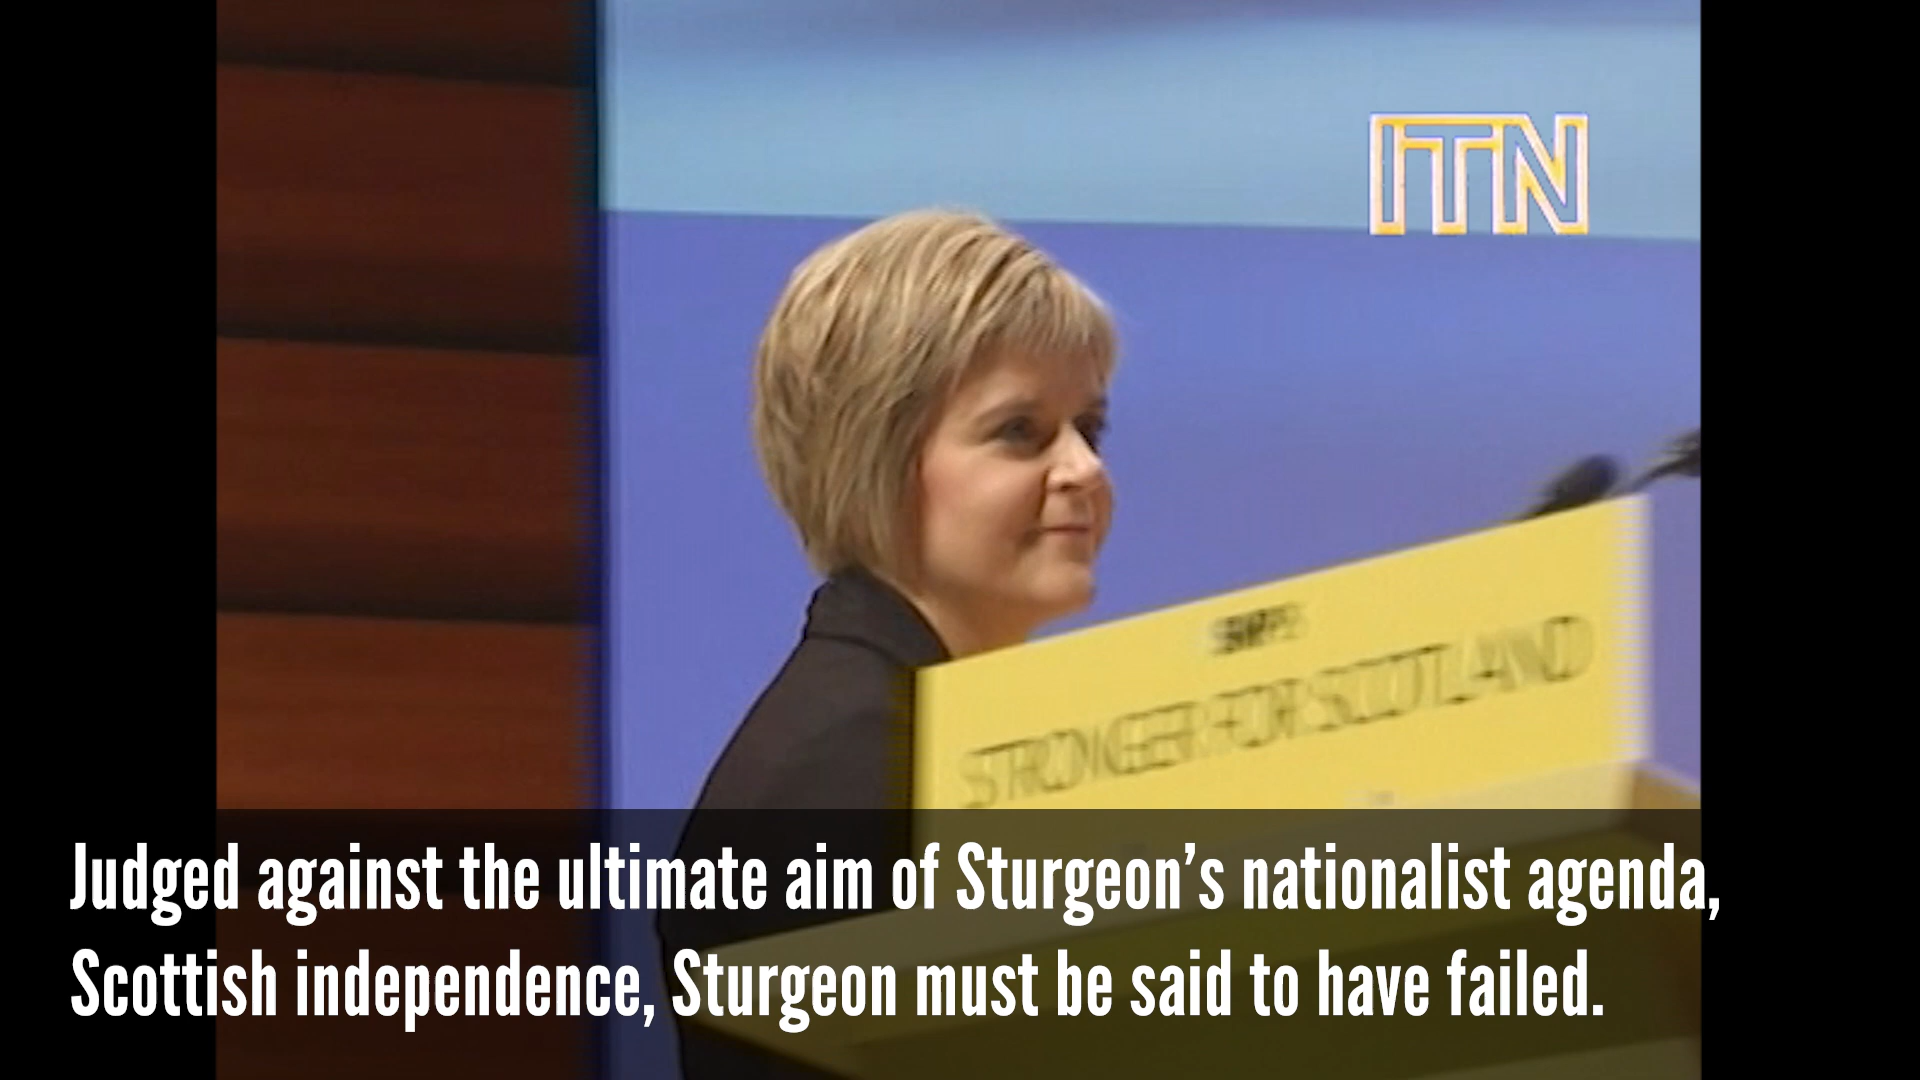 ITN
STRONGER FOR SCOTLAND
Judged against the ultimate aim of Sturgeon’s nationalist agenda,
Scottish independence, Sturgeon must be said to have failed.